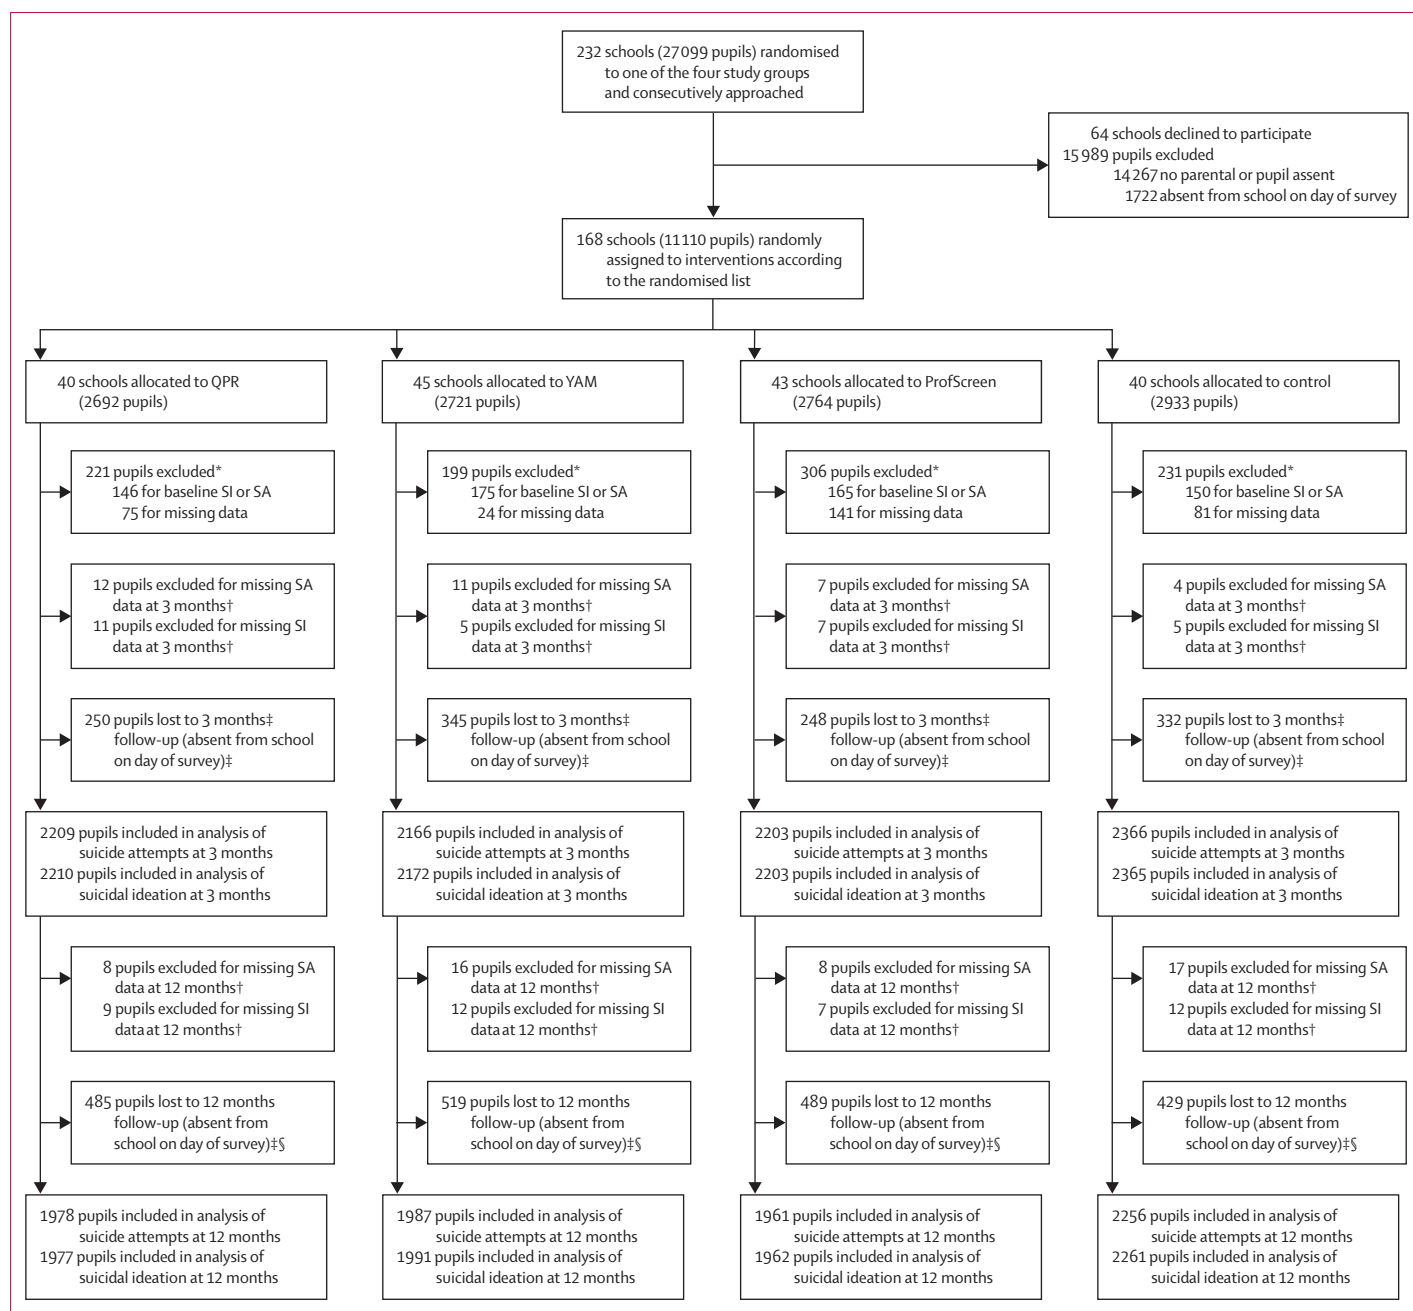 232 schools (27 099 pupils) randomised
to one of the four study groups
and consecutively approached
64 schools declined to participate
15 989 pupils excluded
14 267 no parental or pupil assent
1722 absent from school on day of survey
168 schools (11 110 pupils) randomly
assigned to interventions according
to the randomised list
40 schools allocated to QPR
(2692 pupils)
45 schools allocated to YAM
(2721 pupils)
43 schools allocated to ProfScreen
(2764 pupils)
40 schools allocated to control
(2933 pupils)
221 pupils excluded*
146 for baseline SI or SA
75 for missing data
199 pupils excluded*
175 for baseline SI or SA
24 for missing data
306 pupils excluded*
165 for baseline SI or SA
141 for missing data
231 pupils excluded*
150 for baseline SI or SA
81 for missing data
12 pupils excluded for missing SA
data at 3 months†
11 pupils excluded for missing SI
data at 3 months†
11 pupils excluded for missing SA
data at 3 months†
5 pupils excluded for missing SI
data at 3 months†
7 pupils excluded for missing SA
data at 3 months†
7 pupils excluded for missing SI
data at 3 months†
4 pupils excluded for missing SA
data at 3 months†
5 pupils excluded for missing SI
data at 3 months†
250 pupils lost to 3 months‡
follow-up (absent from school
on day of survey)‡
345 pupils lost to 3 months‡
follow-up (absent from school
on day of survey)‡
248 pupils lost to 3 months‡
follow-up (absent from school
on day of survey)‡
332 pupils lost to 3 months‡
follow-up (absent from school
on day of survey)‡
2209 pupils included in analysis of
suicide attempts at 3 months
2210 pupils included in analysis of
suicidal ideation at 3 months
2166 pupils included in analysis of
suicide attempts at 3 months
2172 pupils included in analysis of
suicidal ideation at 3 months
2203 pupils included in analysis of
suicide attempts at 3 months
2203 pupils included in analysis of
suicidal ideation at 3 months
2366 pupils included in analysis of
suicide attempts at 3 months
2365 pupils included in analysis of
suicidal ideation at 3 months
8 pupils excluded for missing SA
data at 12 months†
9 pupils excluded for missing SI
data at 12 months†
16 pupils excluded for missing SA
data at 12 months†
12 pupils excluded for missing SI
data at 12 months†
8 pupils excluded for missing SA
data at 12 months†
7 pupils excluded for missing SI
data at 12 months†
17 pupils excluded for missing SA
data at 12 months†
12 pupils excluded for missing SI
data at 12 months†
485 pupils lost to 12 months
follow-up (absent from
school on day of survey)‡§
519 pupils lost to 12 months
follow-up (absent from
school on day of survey)‡§
489 pupils lost to 12 months
follow-up (absent from
school on day of survey)‡§
429 pupils lost to 12 months
follow-up (absent from
school on day of survey)‡§
1978 pupils included in analysis of
suicide attempts at 12 months
1977 pupils included in analysis of
suicidal ideation at 12 months
1987 pupils included in analysis of
suicide attempts at 12 months
1991 pupils included in analysis of
suicidal ideation at 12 months
1961 pupils included in analysis of
suicide attempts at 12 months
1962 pupils included in analysis of
suicidal ideation at 12 months
2256 pupils included in analysis of
suicide attempts at 12 months
2261 pupils included in analysis of
suicidal ideation at 12 months